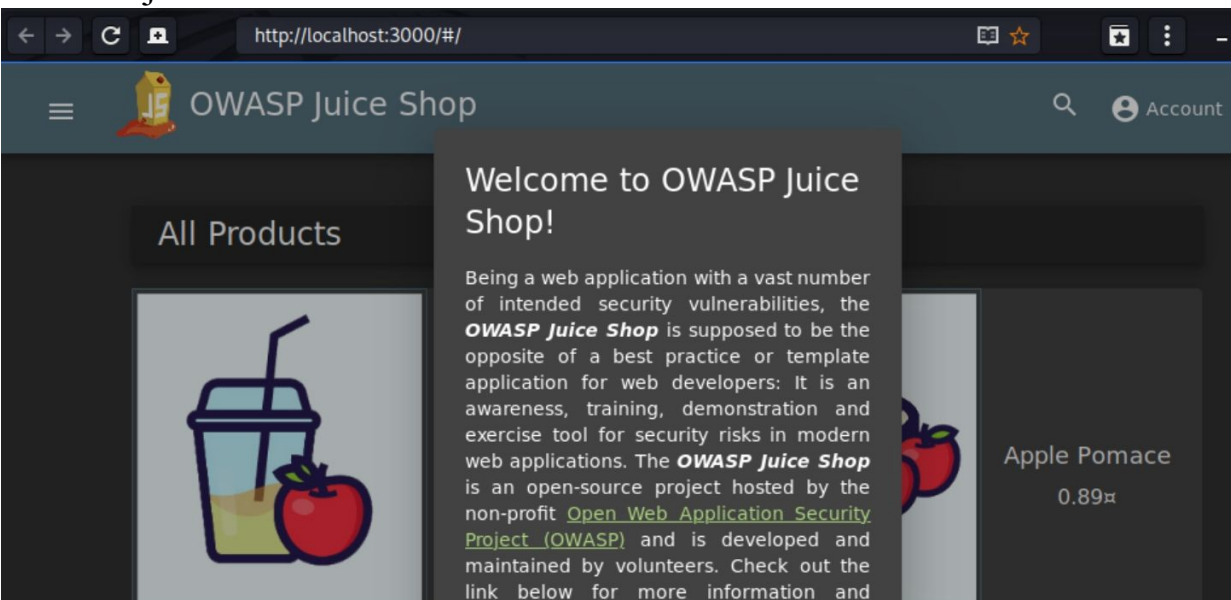 http://localhost:3000/#/
OWASP Juice Shop
Account
Welcome to OWASP Juice
Shop!
All Products
Being a web application with a vast number
of intended security vulnerabilities, the
OWASP Juice Shop is supposed to be the
opposite of a best practice or template
application for web developers: It is an
awareness, training, demonstration and
exercise tool for security risks in modern
web applications. The OWASP Juice Shop
is an open-source project hosted by the
non-profit Open Web Application Security
Project (OWASP) and is developed and
maintained by volunteers. Check out the
link below for more information and
Apple Pomace
0.89¤
JS